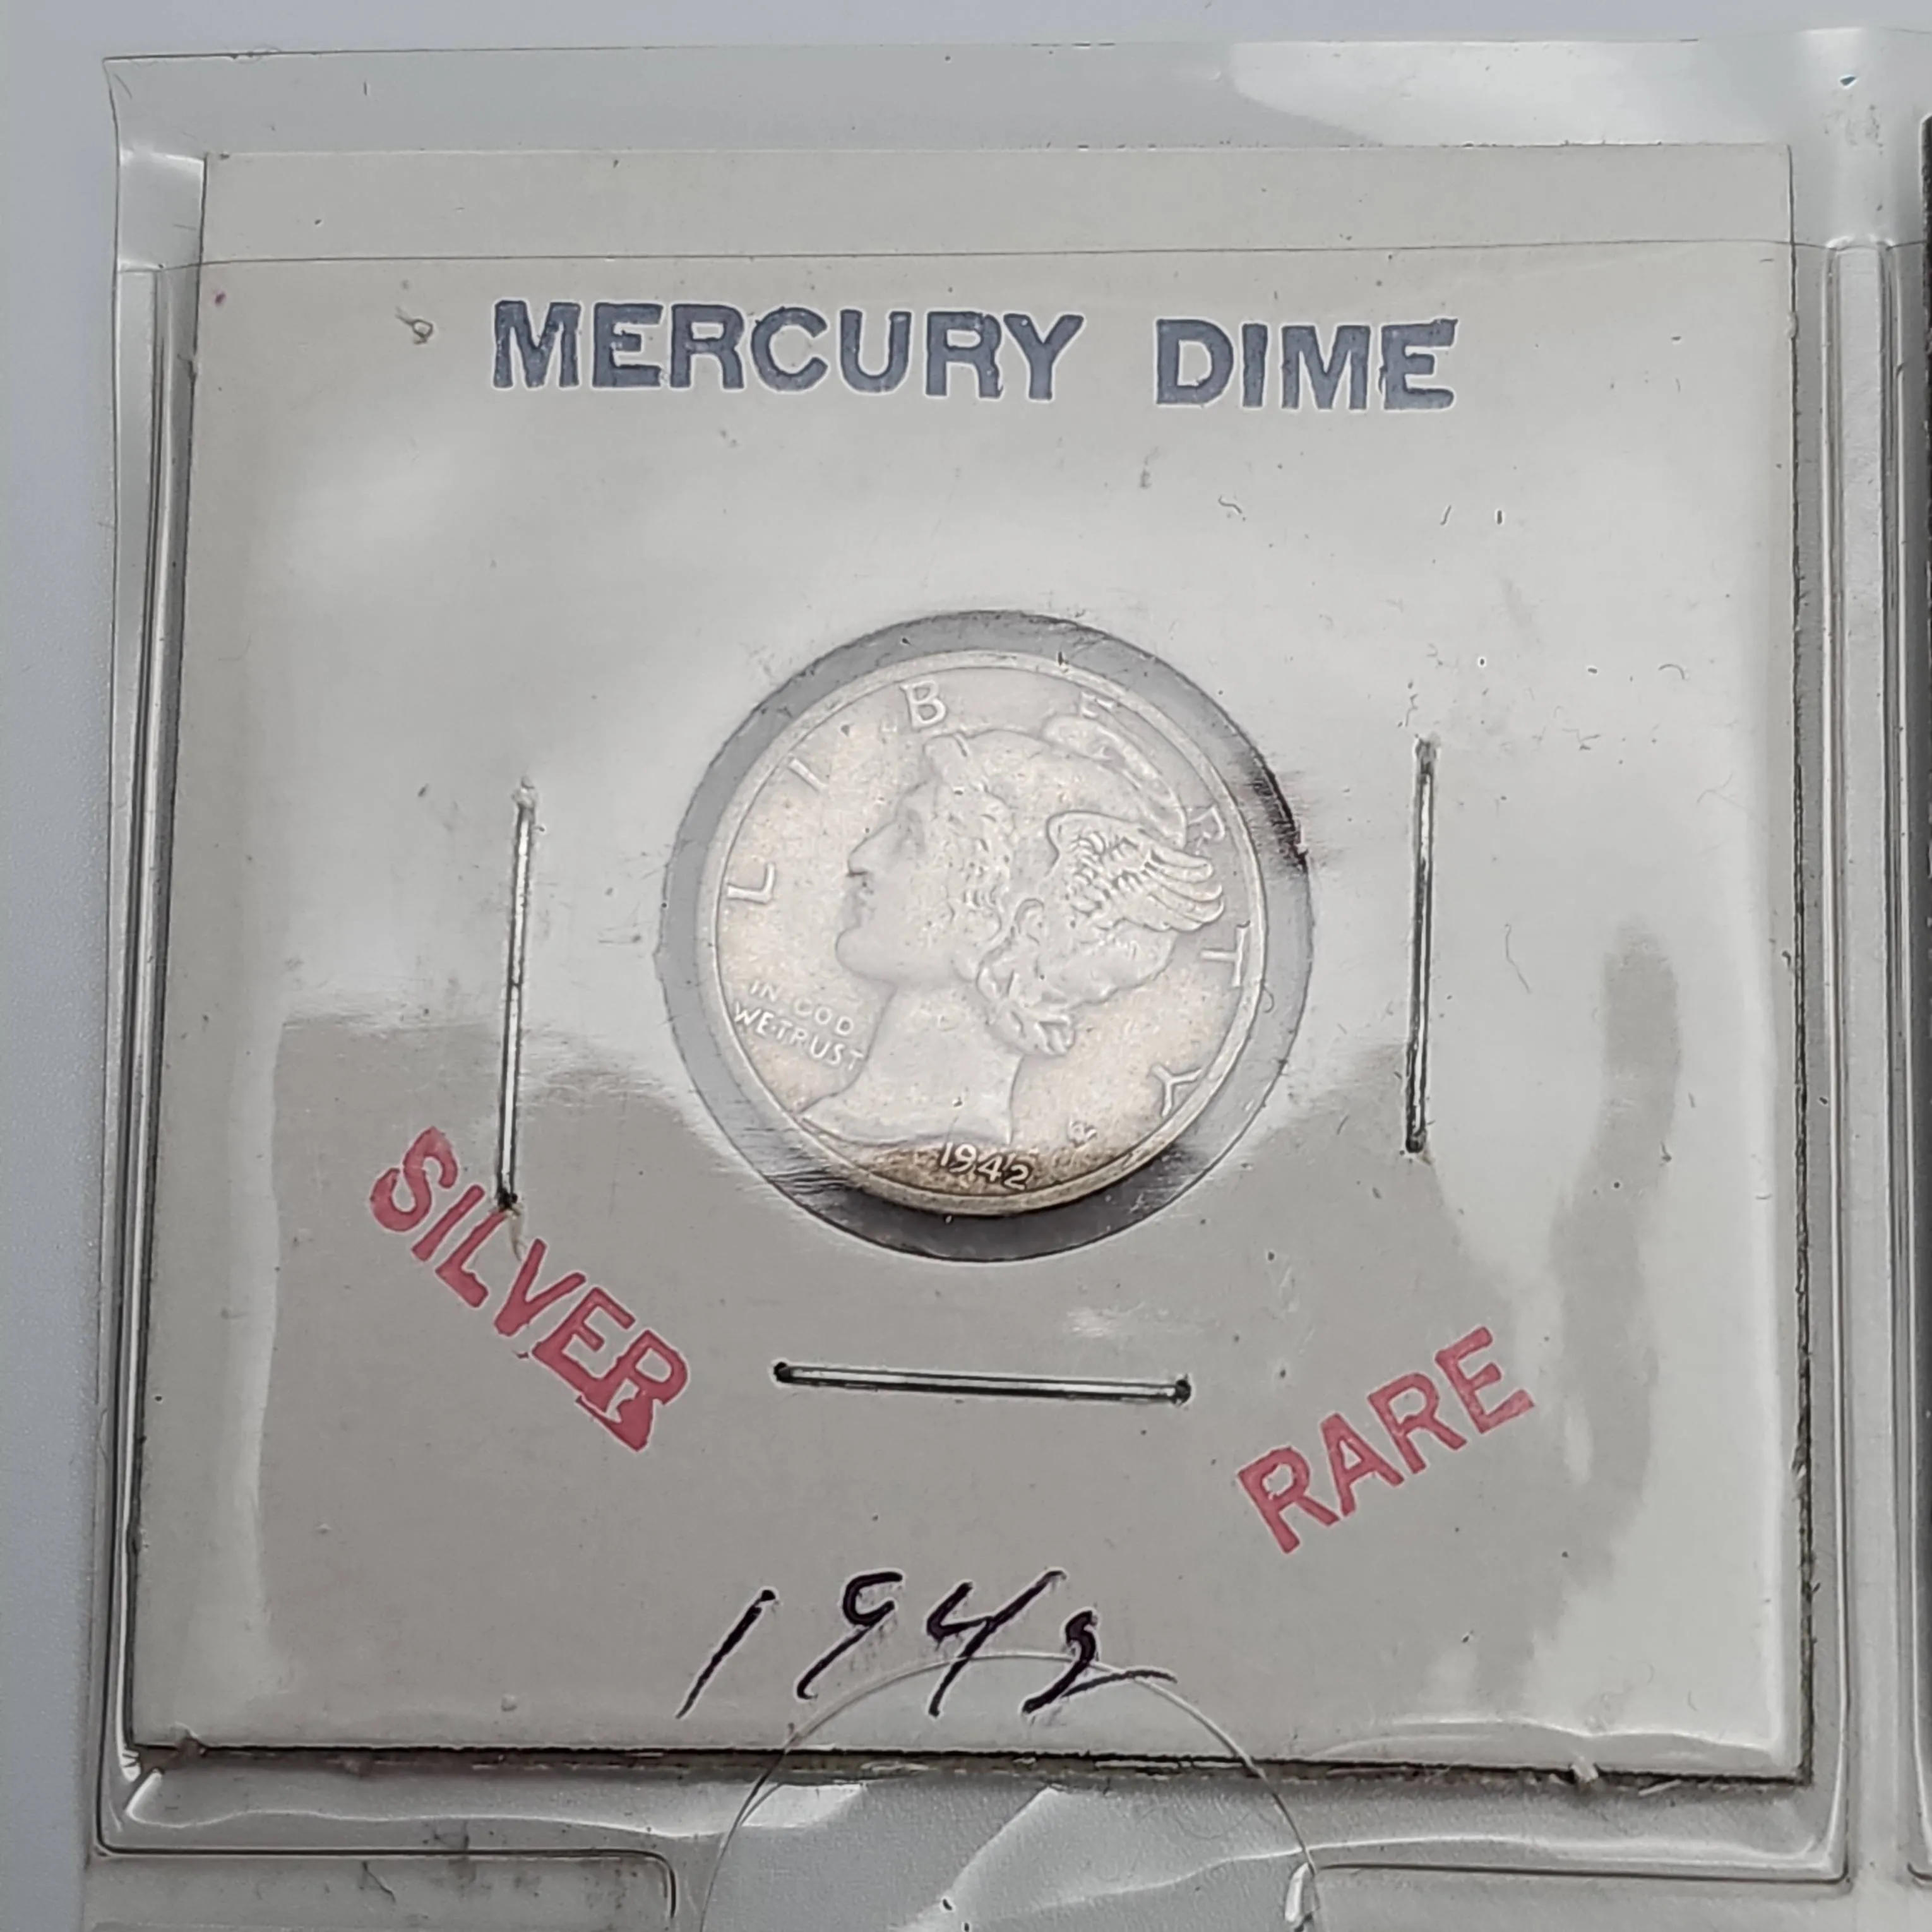 MERCURY DIME
LIBERTY
IN GOD
WE TRUST
1942
SILVER
RARE
1942